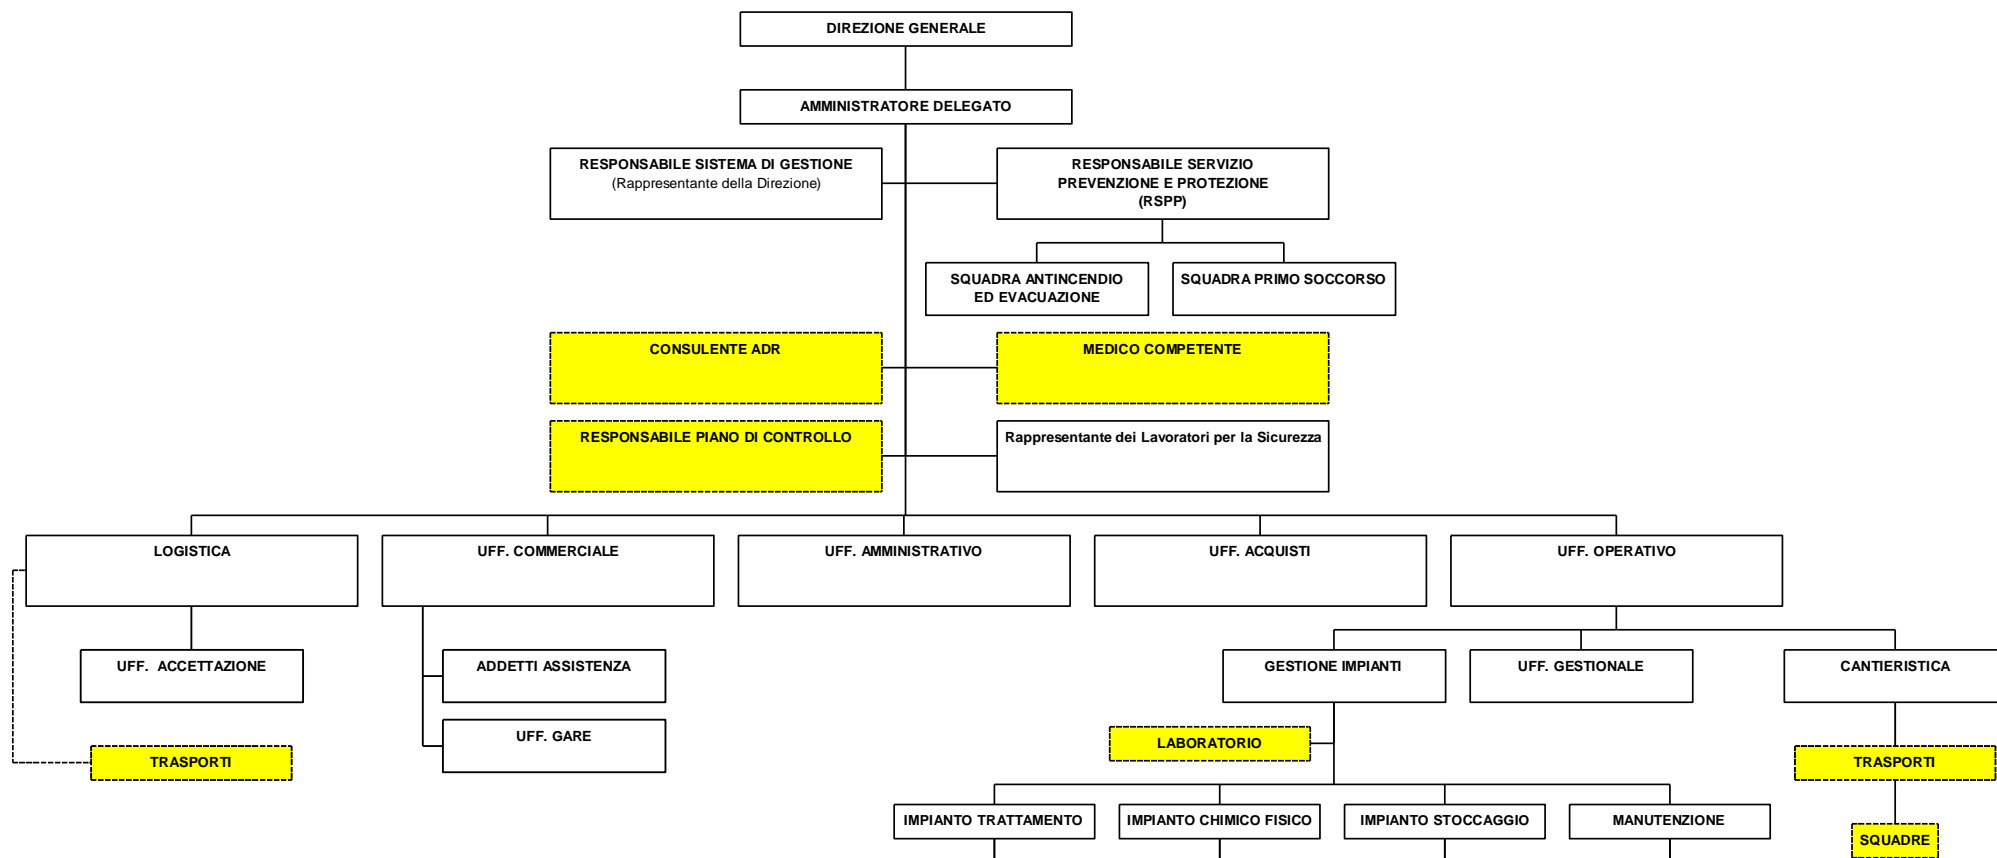 DIREZIONE GENERALE
AMMINISTRATORE DELEGATO
RESPONSABILE SISTEMA DI GESTIONE
(Rappresentante della Direzione)
RESPONSABILE SERVIZIO
PREVENZIONE E PROTEZIONE
(RSPP)
SQUADRA ANTINCENDIO
ED EVACUAZIONE
SQUADRA PRIMO SOCCORSO
CONSULENTE ADR
MEDICO COMPETENTE
RESPONSABILE PIANO DI CONTROLLO
Rappresentante dei Lavoratori per la Sicurezza
LOGISTICA
UFF. COMMERCIALE
UFF. AMMINISTRATIVO
UFF. ACQUISTI
UFF. OPERATIVO
UFF. ACCETTAZIONE
ADDETTI ASSISTENZA
GESTIONE IMPIANTI
UFF. GESTIONALE
CANTIERISTICA
UFF. GARE
LABORATORIO
TRASPORTI
TRASPORTI
IMPIANTO TRATTAMENTO
IMPIANTO CHIMICO FISICO
IMPIANTO STOCCAGGIO
MANUTENZIONE
SQUADRE